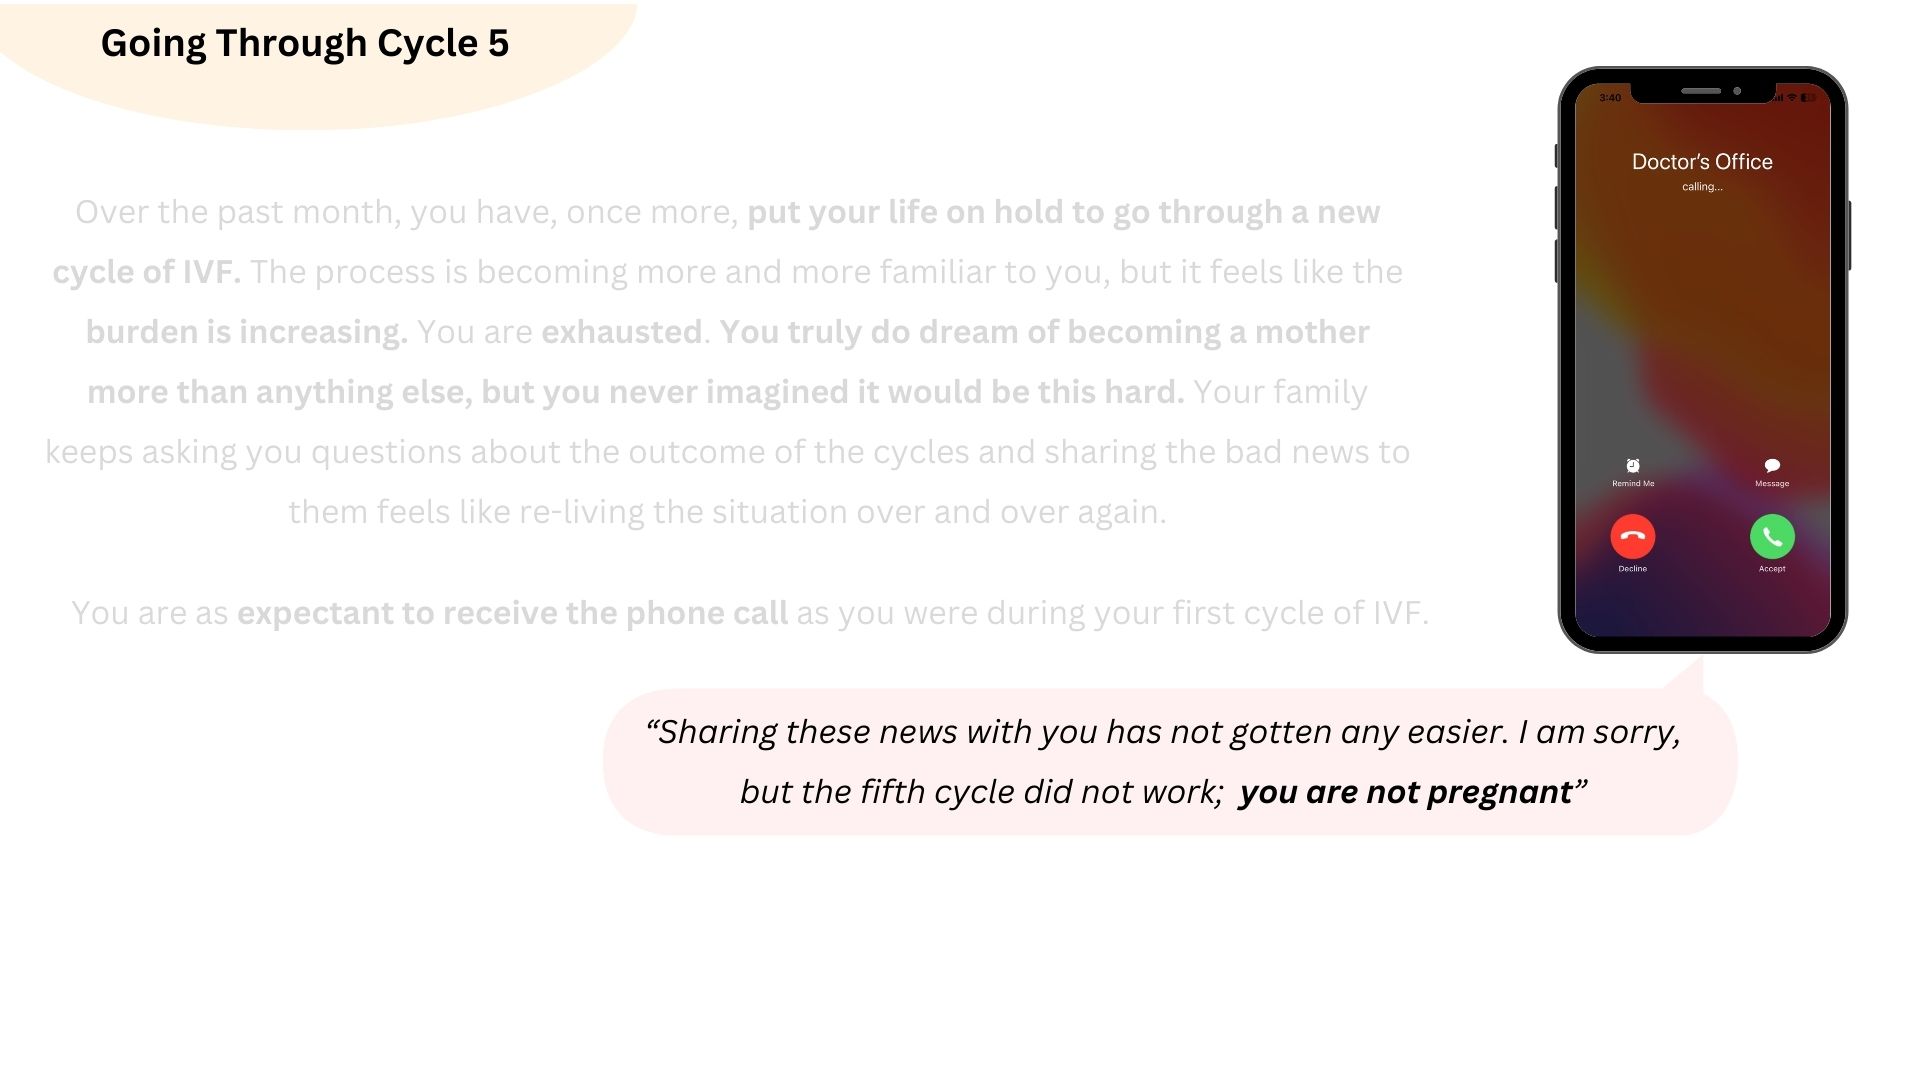 Going Through Cycle 5
Over the past month, you have, once more, put your life on hold to go through a new
cycle of IVF. The process is becoming more and more familiar to you, but it feels like the
burden is increasing. You are exhausted. You truly do dream of becoming a mother
more than anything else, but you never imagined it would be this hard. Your family
keeps asking you questions about the outcome of the cycles and sharing the bad news to
them feels like re-living the situation over and over again.
You are as expectant to receive the phone call as you were during your first cycle of IVF.
3:40
Doctor’s Office
calling...
Remind Me
Message
Decline
Accept
“Sharing these news with you has not gotten any easier. I am sorry,
but the fifth cycle did not work; you are not pregnant”